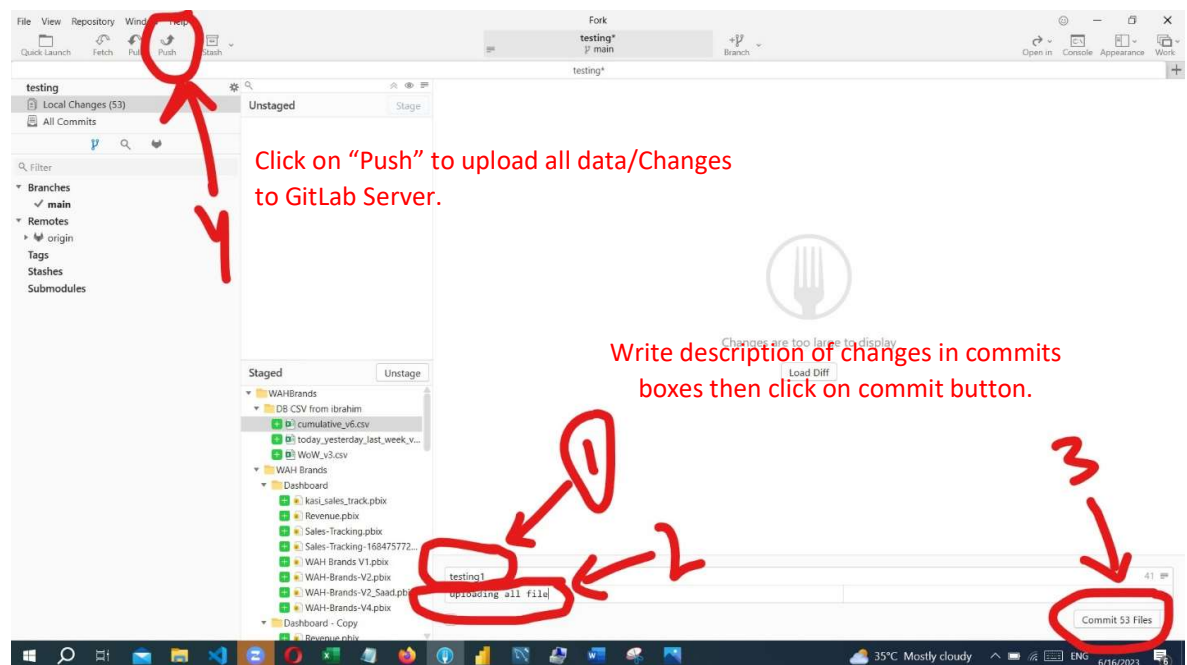 File View Repository Window Help
Fork
Quick Launch Fetch Pull Push Stash
testing*
main
Branch
Open in Console Appearance Work
testing*
testing
Local Changes (53)
All Commits
Filter
Branches
main
Remotes
origin
Tags
Stashes
Submodules
Unstaged Stage
Click on “Push” to upload all data/Changes
to GitLab Server.
4
Changes are too large to display
Load Diff
Write description of changes in commits
boxes then click on commit button.
Staged Unstage
WAHBrands
DB CSV from ibrahim
cumulative_v6.csv
today_yesterday_last_week_v...
WoW_v3.csv
WAH Brands
Dashboard
kasi_sales_track.pbix
Revenue.pbix
Sales-Tracking.pbix
Sales-Tracking-168475772...
WAH Brands V1.pbix
WAH-Brands-V2.pbix
WAH-Brands-V2_Saad.pbi
WAH-Brands-V4.pbix
Dashboard - Copy
Revenue.pbix
1
2
3
testing1
41
Uploading all file
Commit 53 Files
35°C Mostly cloudy
ENG
6/16/2023
6